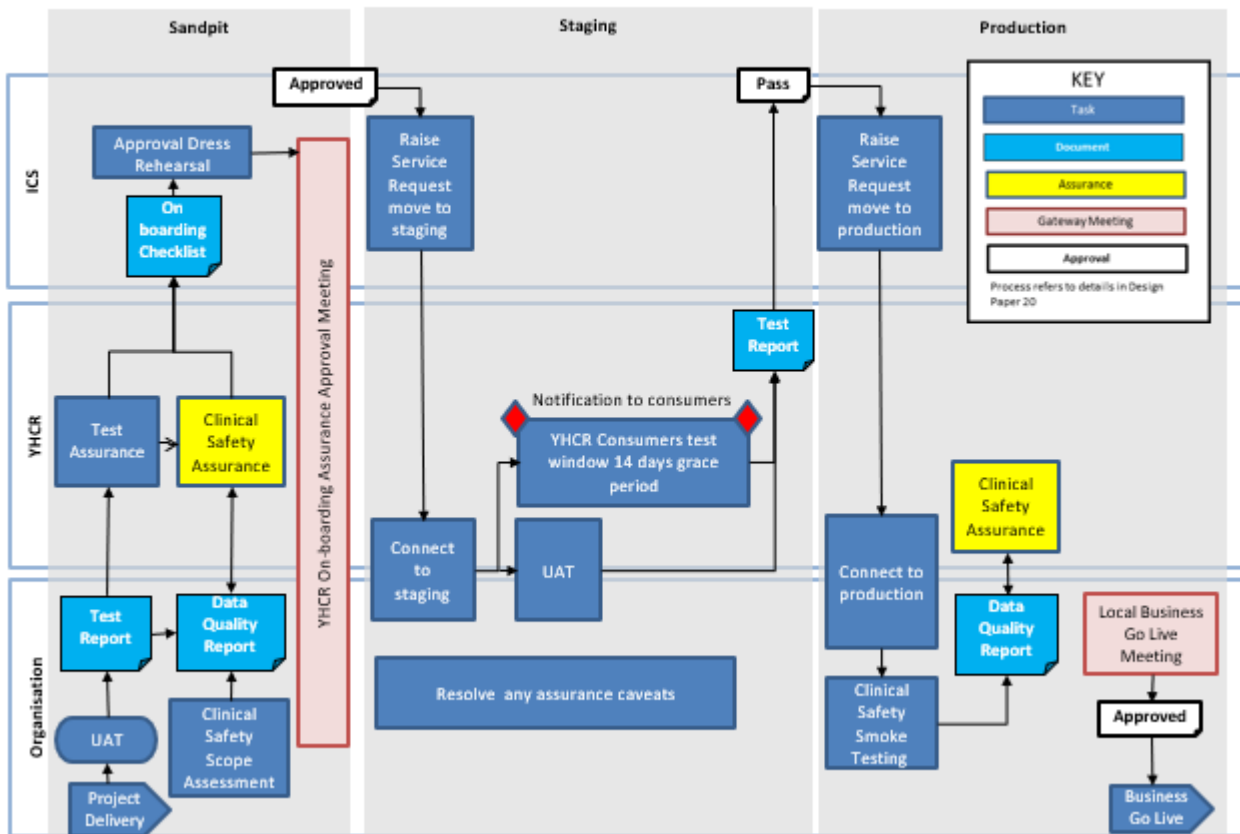 Sandpit
Staging
Production
ICS
YHCR
Organisation
Approved
Approval Dress
Rehearsal
On
boarding
Checklist
Test
Assurance
Clinical
Safety
Assurance
Test
Report
Data
Quality
Report
UAT
Clinical
Safety
Scope
Assessment
Project
Delivery
YHCR On-boarding Assurance Approval Meeting
Raise
Service
Request
move to
staging
Pass
Test
Report
Notification to consumers
YHCR Consumers test
window 14 days grace
period
Connect
to
staging
UAT
Resolve any assurance caveats
Raise
Service
Request
move to
production
Connect to
production
Clinical
Safety
Smoke
Testing
Clinical
Safety
Assurance
Data
Quality
Report
Local Business
Go Live
Meeting
Approved
Business
Go Live
KEY
Task
Document
Assurance
Gateway Meeting
Approval
Process refers to details in Design
Paper 20